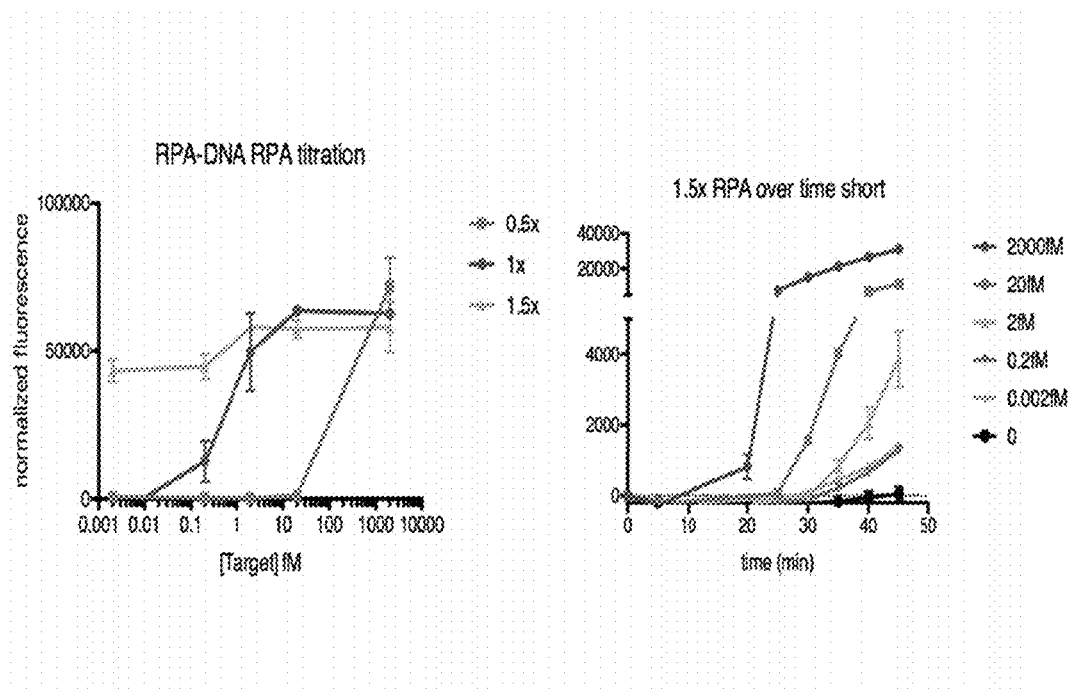 RPA-DNA RPA titration
normalized fluorescence
100000
50000
0
0.001 0.01 0.1 1 10 100 1000 10000
[Target] fM
0.5x
1x
1.5x
1.5x RPA over time short
40000
20000
4000
2000
0
0 10 20 30 40 50
time (min)
2000fM
20fM
2fM
0.2fM
0.002fM
0